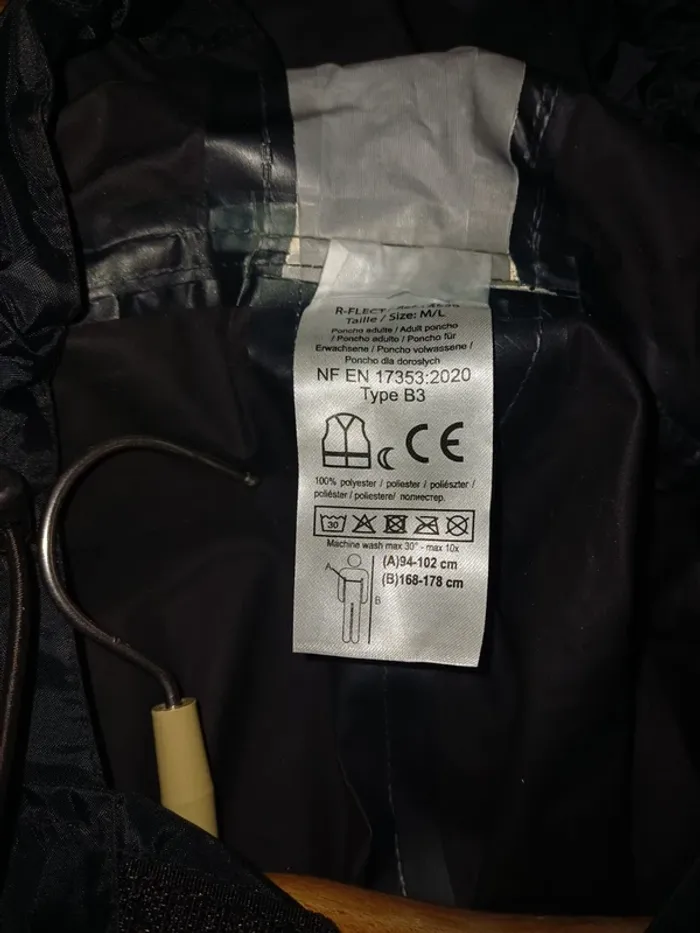 R-FLECT
Taille / Size: M/L
Poncho adulte / Adult poncho
/ Poncho adulto / Poncho für
Erwachsene / Poncho volwassene /
Poncho dla dorosłych
NF EN 17353:2020
Type B3
CE
100% polyester / poliester / poliészter /
poliéster / poliestere/ полиестер.
30
Machine wash max 30° - max 10x
A
(A)94-102 cm
(B)168-178 cm
B